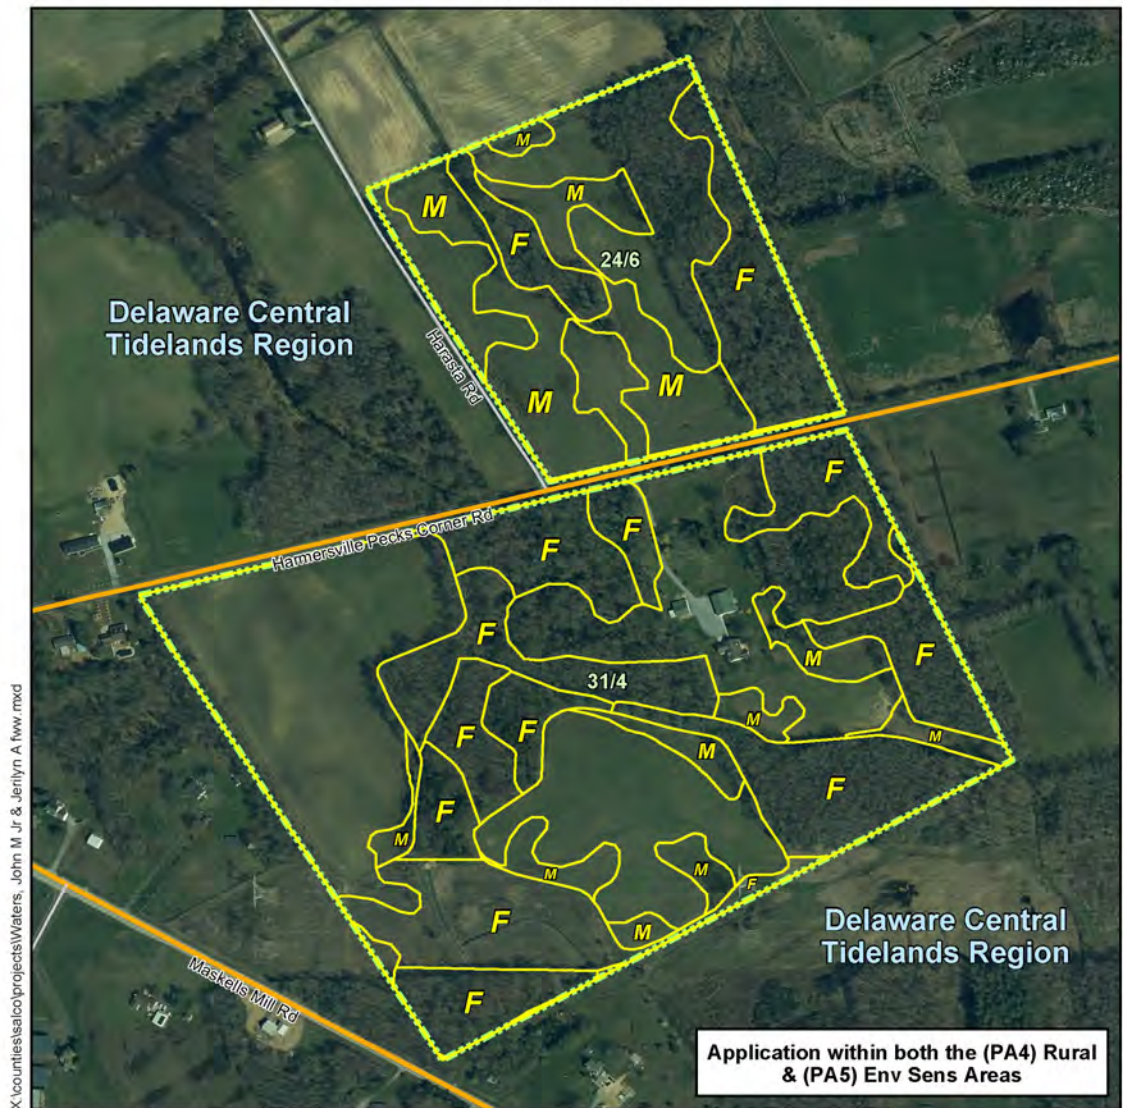 M
M
M
F
24/6
F
Delaware Central
Tidelands Region
Harasta Rd
M
M
F
Harmersville Pecks Corner Rd
F
F
F
F
M
31/4
M
F
F
M
M
F
F
M
M
M
F
F
M
Delaware Central
Tidelands Region
Maskells Mill Rd
F
Application within both the (PA4) Rural
& (PA5) Env Sens Areas
X:\counties\salco\projects\Waters, John M Jr & Jerilyn A fww.mxd